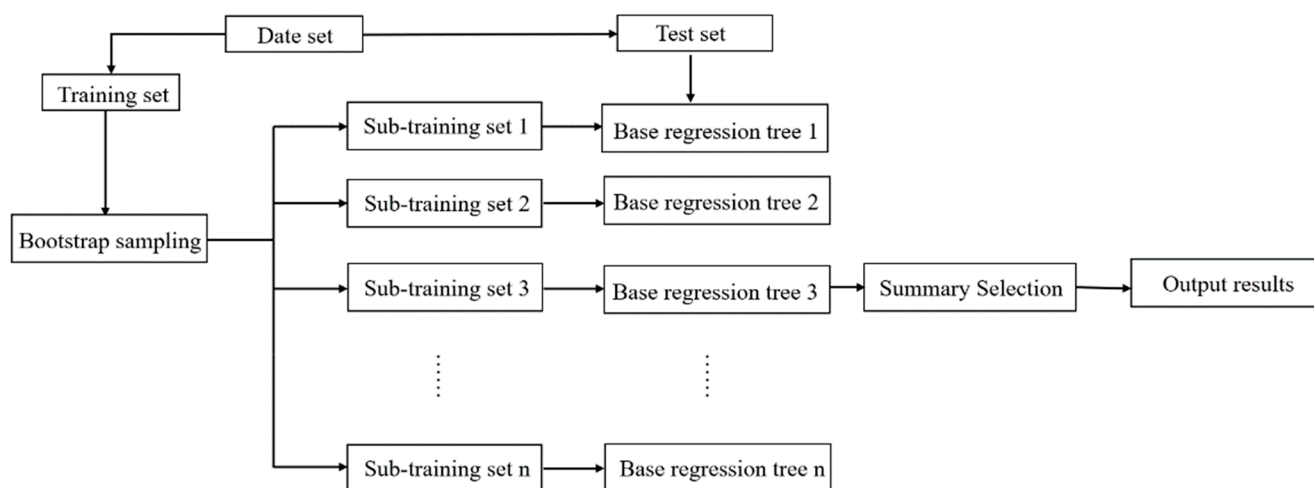 Date set
Test set
Training set
Sub-training set 1
Base regression tree 1
Sub-training set 2
Base regression tree 2
Bootstrap sampling
Sub-training set 3
Base regression tree 3
Summary Selection
Output results
Sub-training set n
Base regression tree n